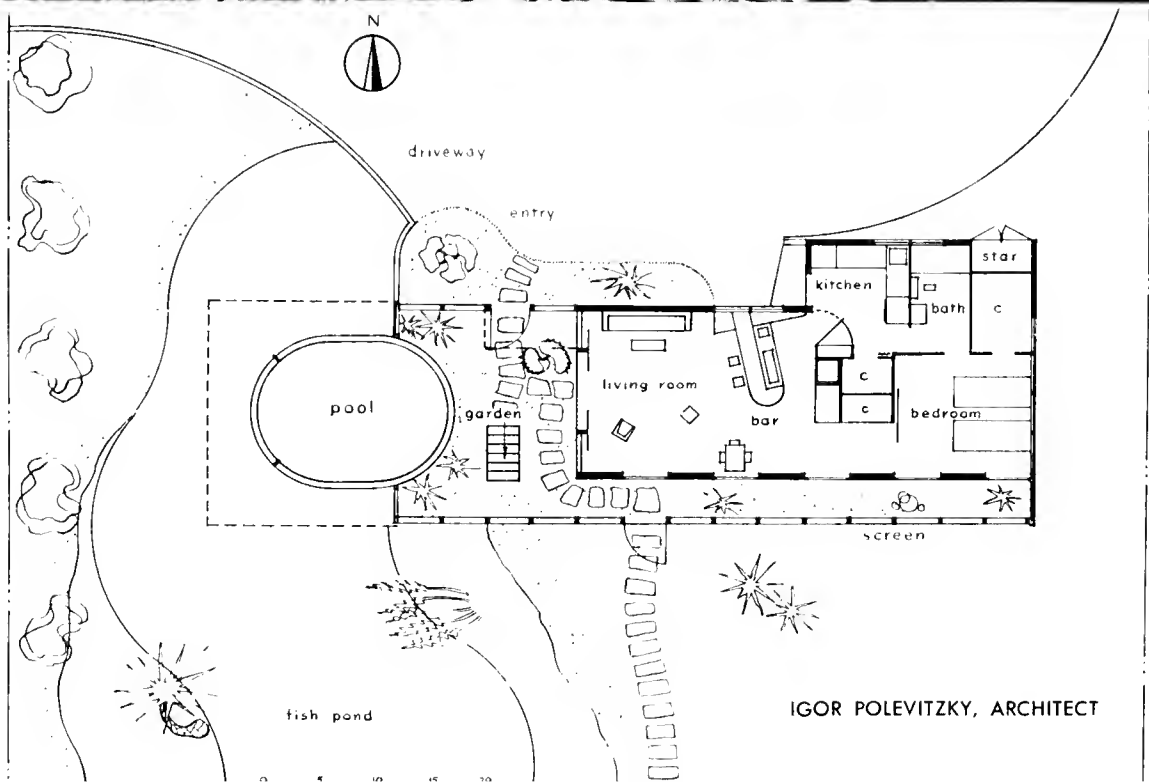 N
driveway
entry
star
kitchen
bath
c
c
living room
pool
garden
bar
c
bedroom
screen
IGOR POLEVITZKY, ARCHITECT
fish pond
0 5 10 15 20